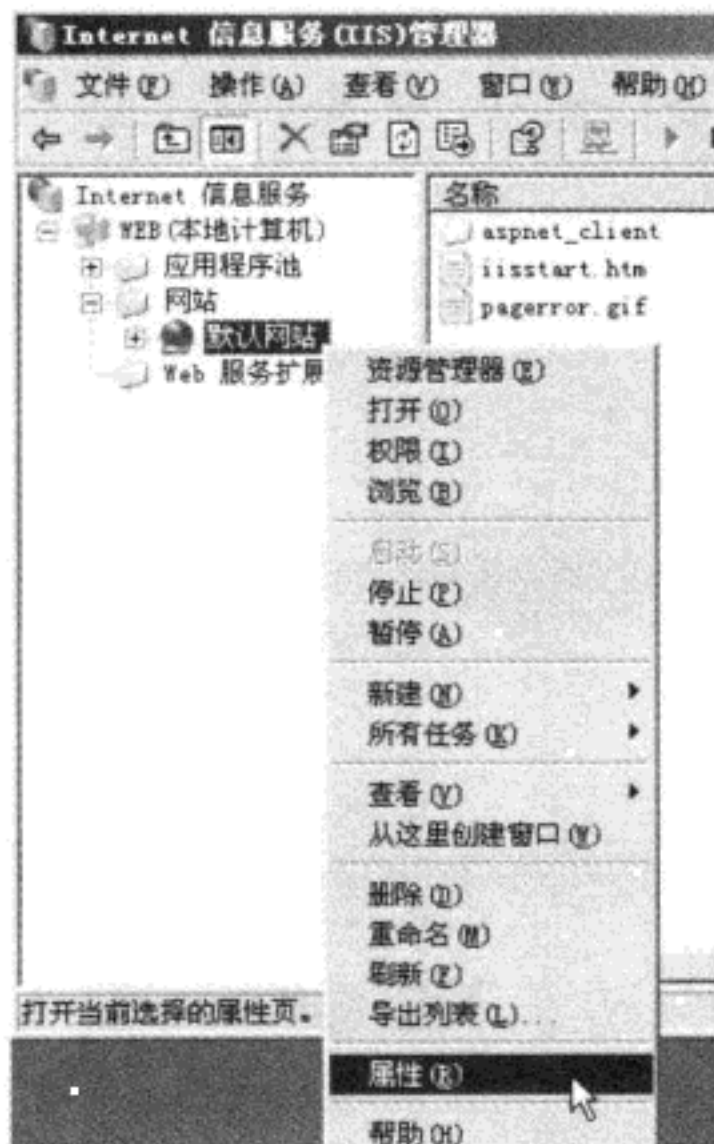 Internet 信息服务(IIS)管理器
文件(F) 操作(A) 查看(V) 窗口(W) 帮助(H)
Internet 信息服务
WEB(本地计算机)
应用程序池
网站
默认网站
Web 服务扩展
名称
aspnet_client
iisstart.htm
pagerror.gif
资源管理器(E)
打开(O)
权限(I)
浏览(B)
启动(S)
停止(P)
暂停(A)
新建(N)
所有任务(K)
查看(V)
从这里创建窗口(W)
删除(D)
重命名(M)
刷新(F)
导出列表(L)...
属性(R)
帮助(H)
打开当前选择的属性页。